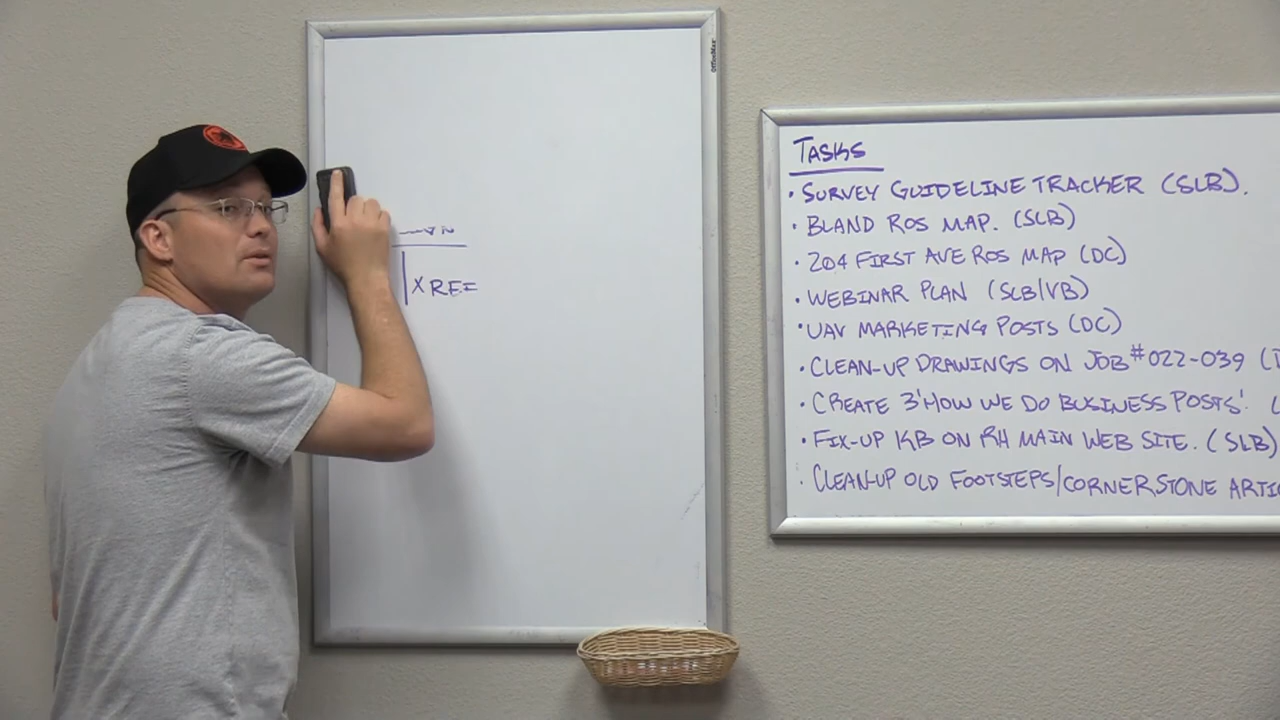 OfficeMax
X REF
TASKS
• SURVEY GUIDELINE TRACKER (SLB).
• BLAND ROS MAP. (SLB)
• 204 FIRST AVE ROS MAP (DC)
• WEBINAR PLAN (SLB/VB)
• UAV MARKETING POSTS (DC)
• CLEAN-UP DRAWINGS ON JOB #022-039 (
• CREATE 3 'HOW WE DO BUSINESS POSTS'. (
• FIX-UP KB ON RH MAIN WEB SITE. (SLB)
• CLEAN-UP OLD FOOTSTEPS/CORNERSTONE ARTIC